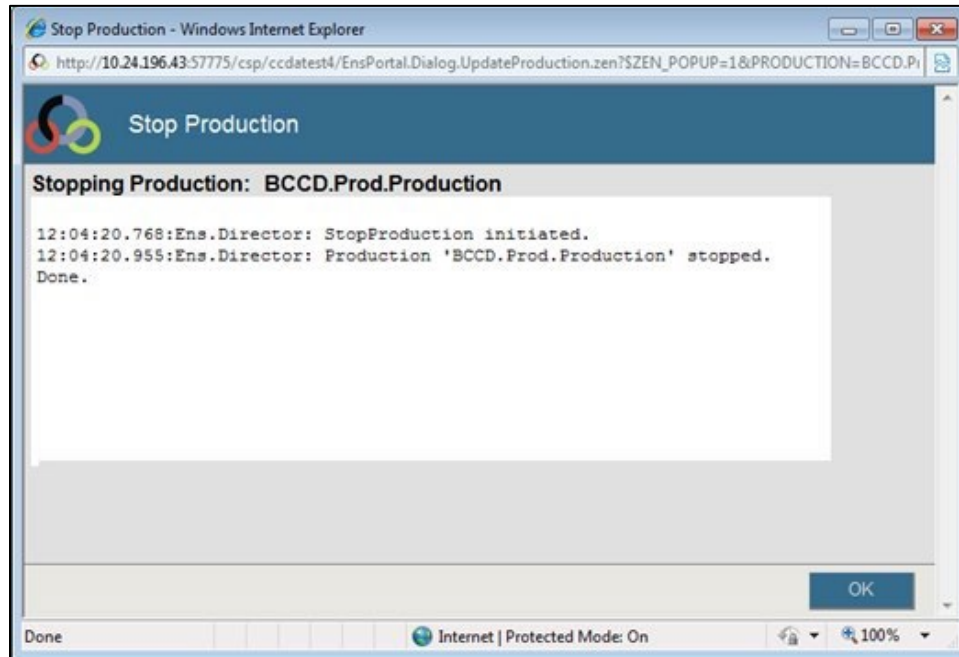 Stop Production - Windows Internet Explorer
http://10.24.196.43:57775/csp/ccdatest4/EnsPortal.Dialog.UpdateProduction.zen?$ZEN_POPUP=1&PRODUCTION=BCCD.Pr
Stop Production
Stopping Production: BCCD.Prod.Production
12:04:20.768:Ens.Director: StopProduction initiated.
12:04:20.955:Ens.Director: Production 'BCCD.Prod.Production' stopped.
Done.
OK
Done
Internet | Protected Mode: On
100%